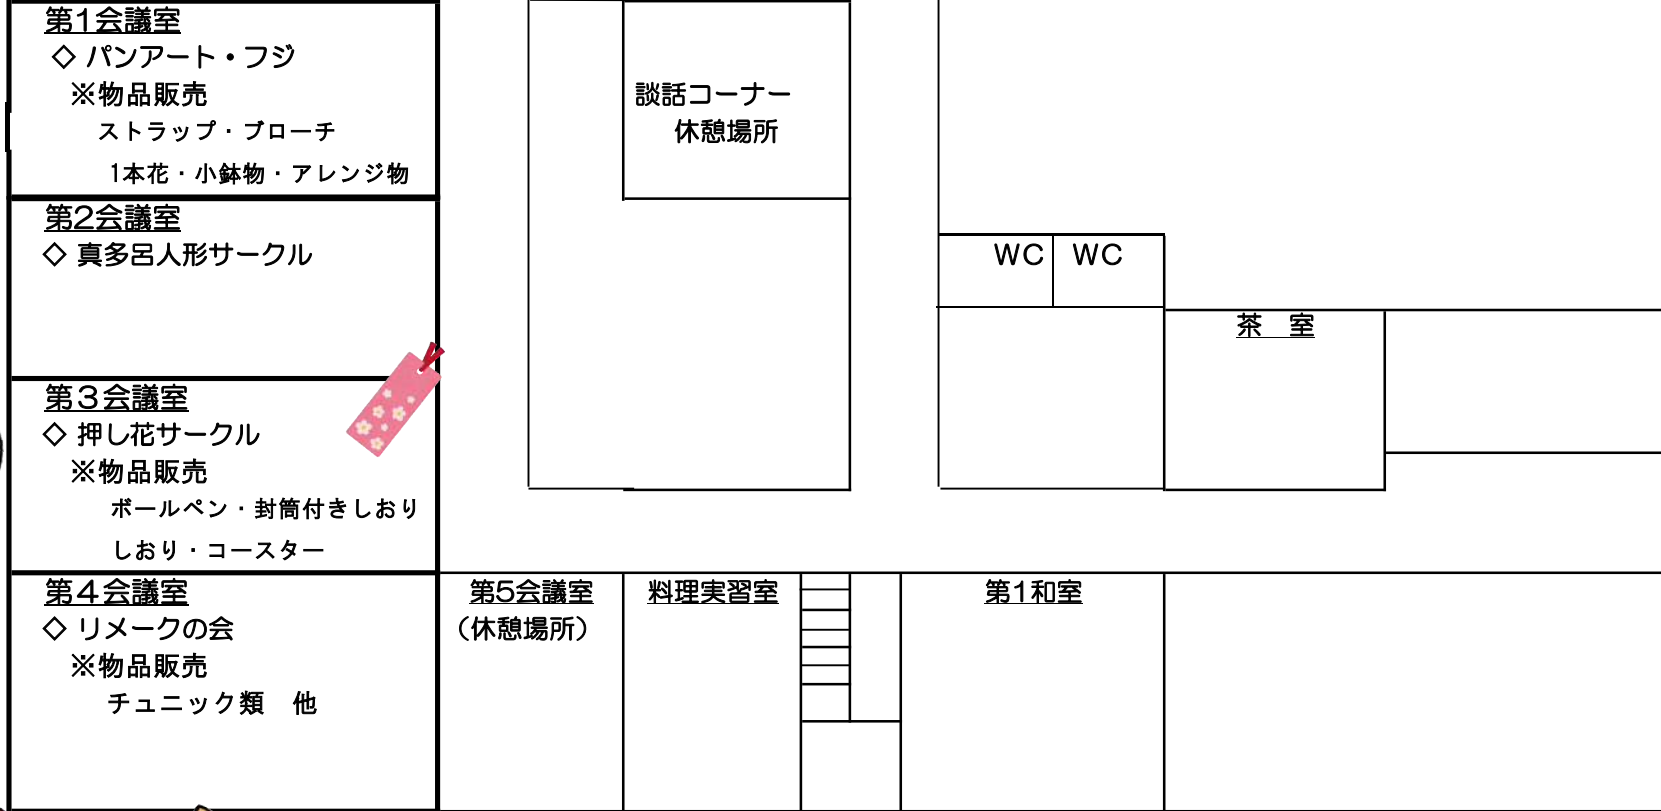 第1会議室
◇ パンアート・フジ
※物品販売
ストラップ・ブローチ
1本花・小鉢物・アレンジ物
第2会議室
◇ 真多呂人形サークル
第３会議室
◇ 押し花サークル
※物品販売
ボールペン・封筒付きしおり
しおり・コースター
第４会議室
◇ リメークの会
※物品販売
チュニック類　他
談話コーナー
休憩場所
WC
WC
茶　室
第5会議室
（休憩場所）
料理実習室
第1和室